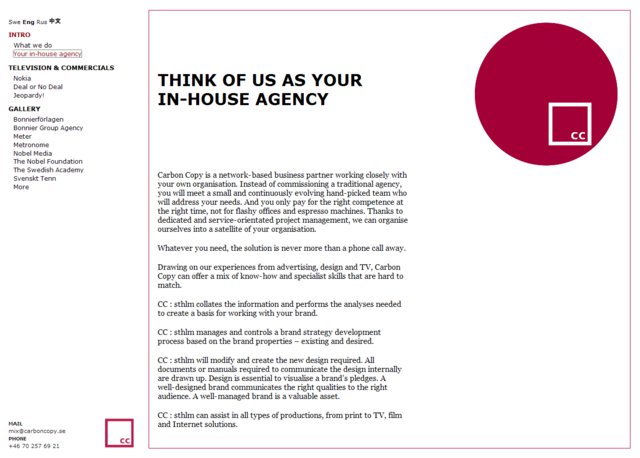 Swe Eng Rus 中文
INTRO
What we do
Your in-house agency
TELEVISION & COMMERCIALS
Nokia
Deal or No Deal
Jeopardy!
GALLERY
Bonnierförlagen
Bonnier Group Agency
Meter
Metronome
Nobel Media
The Nobel Foundation
The Swedish Academy
Svenskt Tenn
More
MAIL
mix@carboncopy.se
PHONE
+46 70 257 69 21
CC
THINK OF US AS YOUR
IN-HOUSE AGENCY
CC
Carbon Copy is a network-based business partner working closely with
your own organisation. Instead of commissioning a traditional agency,
you will meet a small and continuously evolving hand-picked team who
will address your needs. And you only pay for the right competence at
the right time, not for flashy offices and espresso machines. Thanks to
dedicated and service-orientated project management, we can organise
ourselves into a satellite of your organisation.
Whatever you need, the solution is never more than a phone call away.
Drawing on our experiences from advertising, design and TV, Carbon
Copy can offer a mix of know-how and specialist skills that are hard to
match.
CC : sthlm collates the information and performs the analyses needed
to create a basis for working with your brand.
CC : sthlm manages and controls a brand strategy development
process based on the brand properties – existing and desired.
CC : sthlm will modify and create the new design required. All
documents or manuals required to communicate the design internally
are drawn up. Design is essential to visualise a brand's pledges. A
well-designed brand communicates the right qualities to the right
audience. A well-managed brand is a valuable asset.
CC : sthlm can assist in all types of productions, from print to TV, film
and Internet solutions.